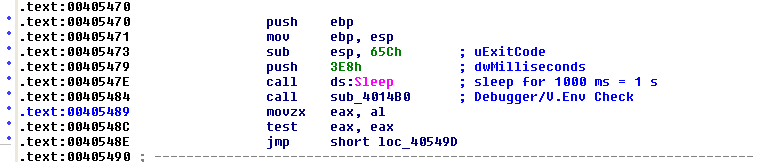 .text:00405470
.text:00405470 push ebp
.text:00405471 mov ebp, esp
.text:00405473 sub esp, 65Ch ; uExitCode
.text:00405479 push 3E8h ; dwMilliseconds
.text:0040547E call ds:Sleep ; sleep for 1000 ms = 1 s
.text:00405484 call sub_4014B0 ; Debugger/V.Env Check
.text:00405489 movzx eax, al
.text:0040548C test eax, eax
.text:0040548E jmp short loc_40549D
.text:00405490 ; ---------------------------------------------------------------------------